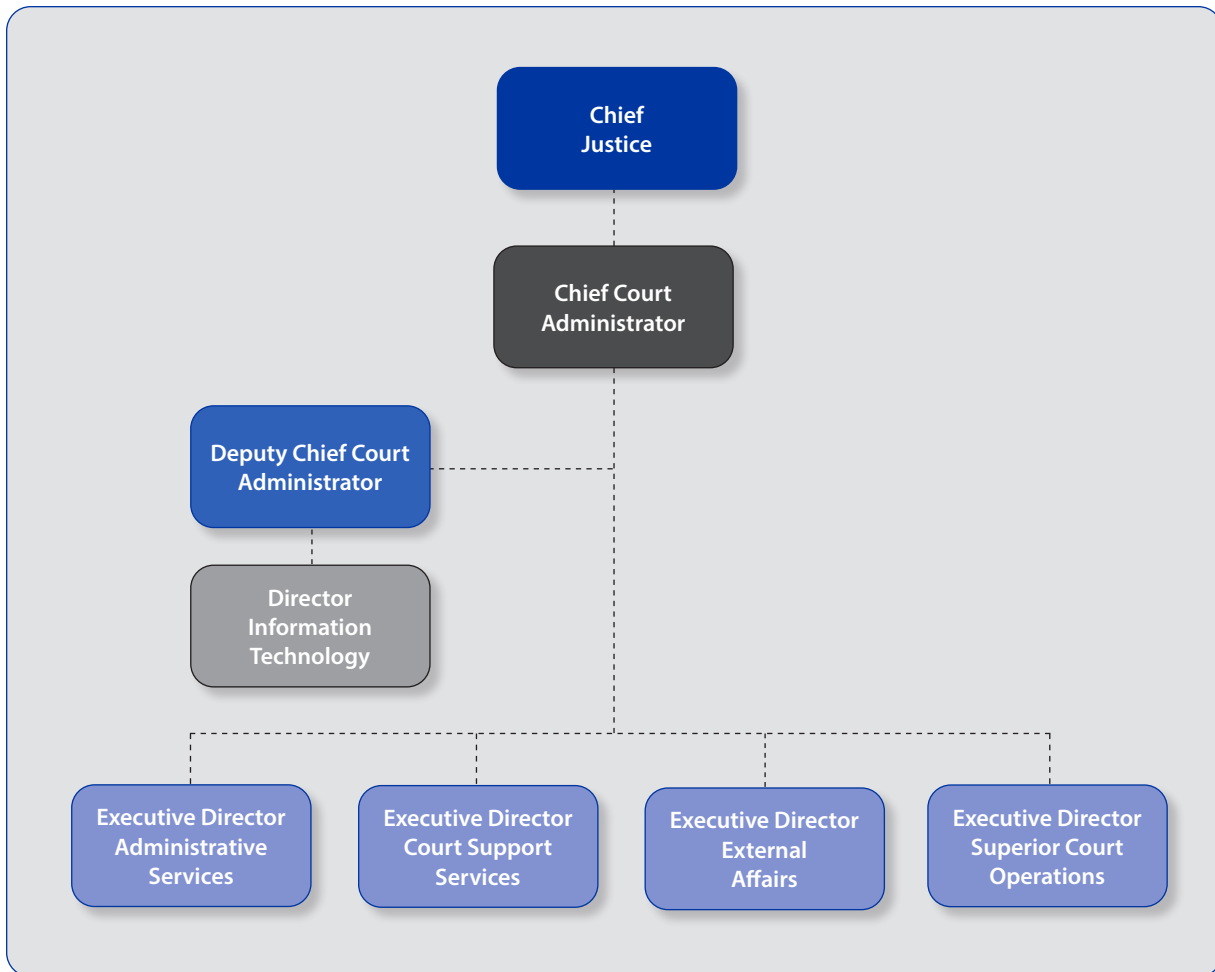 Chief
Justice
Chief Court
Administrator
Deputy Chief Court
Administrator
Director
Information
Technology
Executive Director
Administrative
Services
Executive Director
Court Support
Services
Executive Director
External
Affairs
Executive Director
Superior Court
Operations